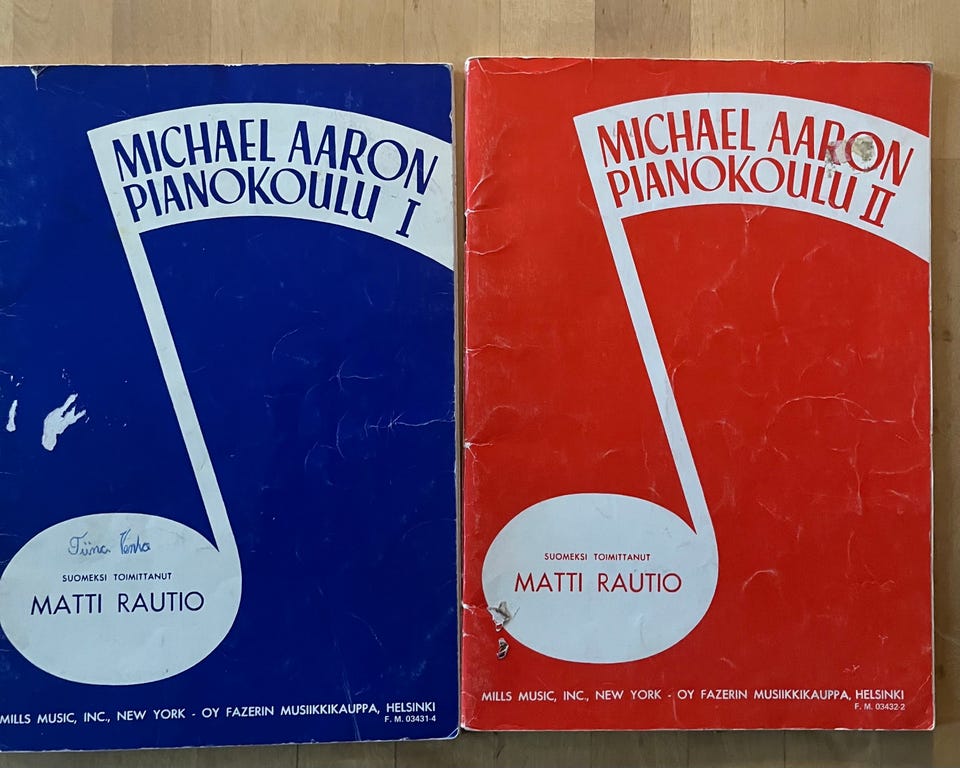 MICHAEL AARON
PIANOKOULU I
Tiina
SUOMEKSI TOIMITTANUT
MATTI RAUTIO
MILLS MUSIC, INC., NEW YORK - OY FAZERIN MUSIIKKIKAUPPA, HELSINKI
F. M. 03431-4
MICHAEL AARON
PIANOKOULU II
SUOMEKSI TOIMITTANUT
MATTI RAUTIO
MILLS MUSIC, INC., NEW YORK - OY FAZERIN MUSIIKKIKAUPPA, HELSINKI
F. M. 03432-2